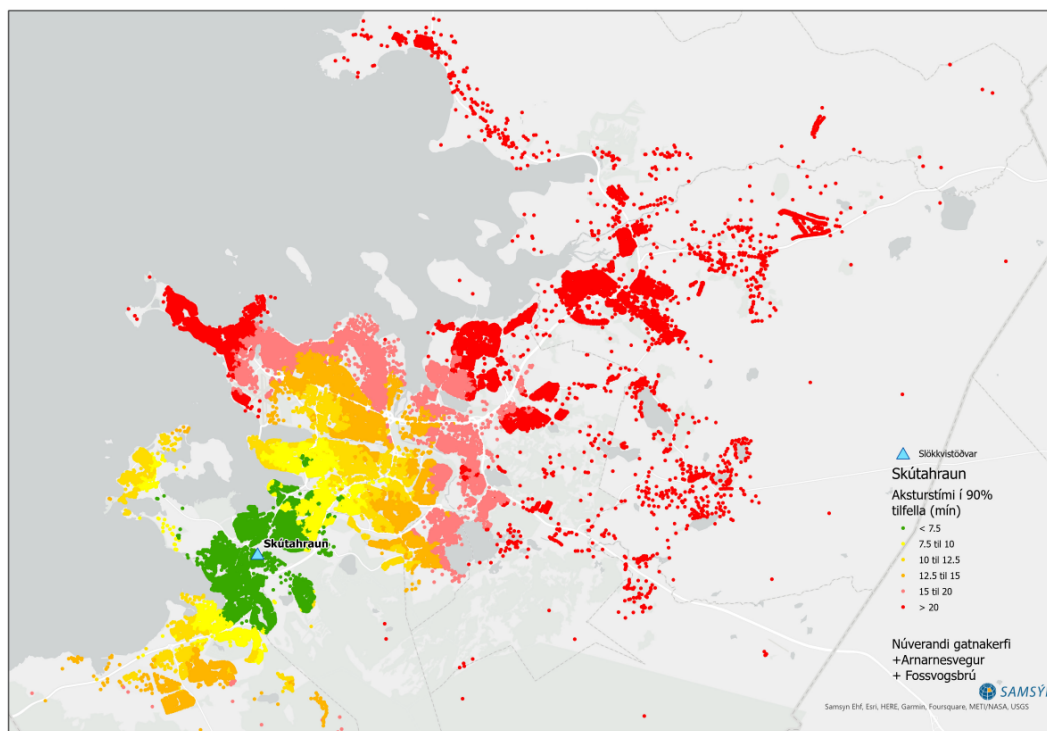 Skútahraun
Slökkvistöðvar
Skútahraun
Aksturstími í 90%
tilfella (mín)
< 7.5
7.5 til 10
10 til 12.5
12.5 til 15
15 til 20
> 20
Núverandi gatnakerfi
+Arnarnesvegur
+ Fossvogsbrú
SAMSÝN
Samsyn Ehf, Esri, HERE, Garmin, Foursquare, METI/NASA, USGS